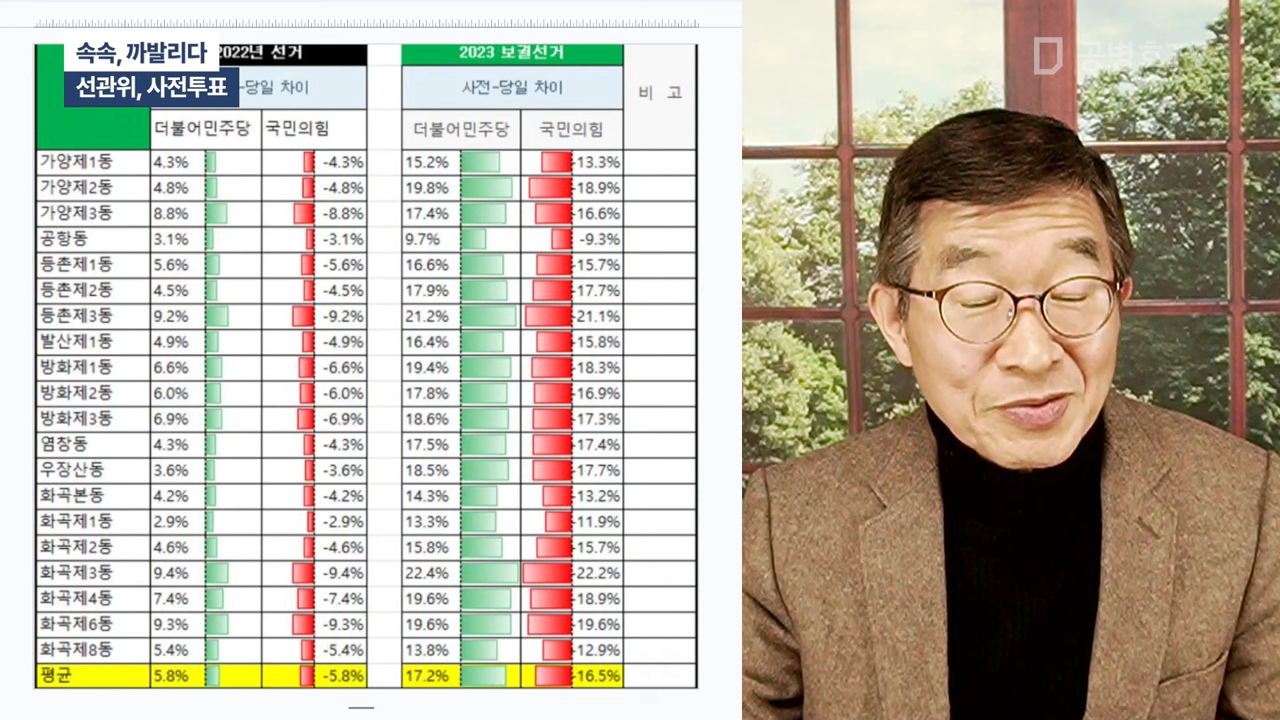 속속, 까발리다
선관위, 사전투표
2022년 선거 2023 보궐선거
-당일 차이 사전-당일 차이 비 고
더불어민주당 국민의힘 더불어민주당 국민의힘
가양제1동 4.3% -4.3% 15.2% -13.3%
가양제2동 4.8% -4.8% 19.8% -18.9%
가양제3동 8.8% -8.8% 17.4% -16.6%
공항동 3.1% -3.1% 9.7% -9.3%
등촌제1동 5.6% -5.6% 16.6% -15.7%
등촌제2동 4.5% -4.5% 17.9% -17.7%
등촌제3동 9.2% -9.2% 21.2% -21.1%
발산제1동 4.9% -4.9% 16.4% -15.8%
방화제1동 6.6% -6.6% 19.4% -18.3%
방화제2동 6.0% -6.0% 17.8% -16.9%
방화제3동 6.9% -6.9% 18.6% -17.3%
염창동 4.3% -4.3% 17.5% -17.4%
우장산동 3.6% -3.6% 18.5% -17.7%
화곡본동 4.2% -4.2% 14.3% -13.2%
화곡제1동 2.9% -2.9% 13.3% -11.9%
화곡제2동 4.6% -4.6% 15.8% -15.7%
화곡제3동 9.4% -9.4% 22.4% -22.2%
화곡제4동 7.4% -7.4% 19.6% -18.9%
화곡제6동 9.3% -9.3% 19.6% -19.6%
화곡제8동 5.4% -5.4% 13.8% -12.9%
평균 5.8% -5.8% 17.2% -16.5%